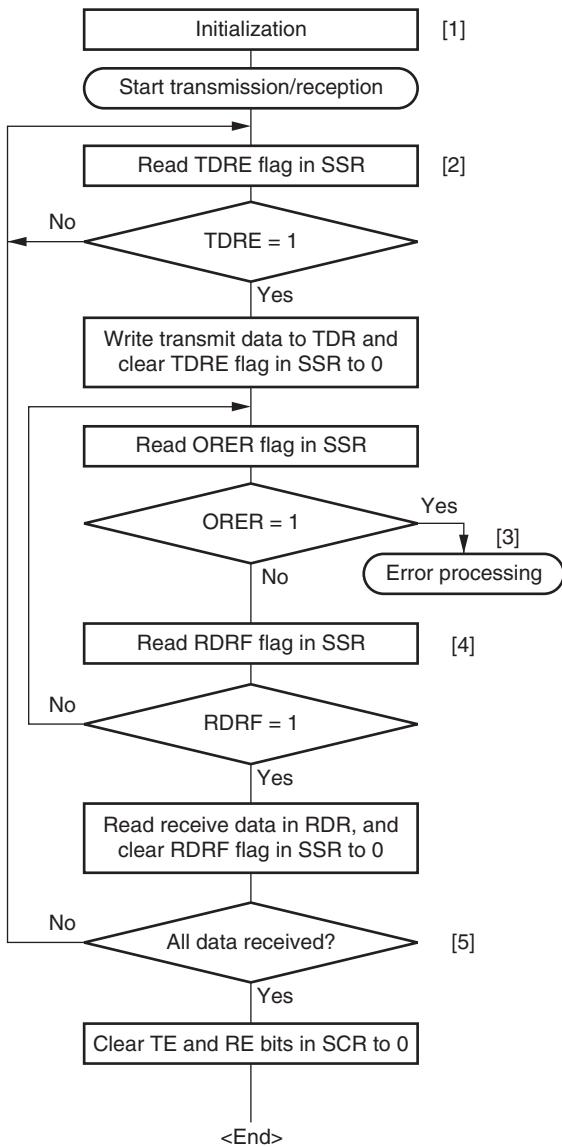 Initialization [1]
Start transmission/reception
Read TDRE flag in SSR [2]
No
TDRE = 1
Yes
Write transmit data to TDR and
clear TDRE flag in SSR to 0
Read ORER flag in SSR
Yes
ORER = 1
[3]
No
Error processing
Read RDRF flag in SSR [4]
No
RDRF = 1
Yes
Read receive data in RDR, and
clear RDRF flag in SSR to 0
No
All data received? [5]
Yes
Clear TE and RE bits in SCR to 0
<End>